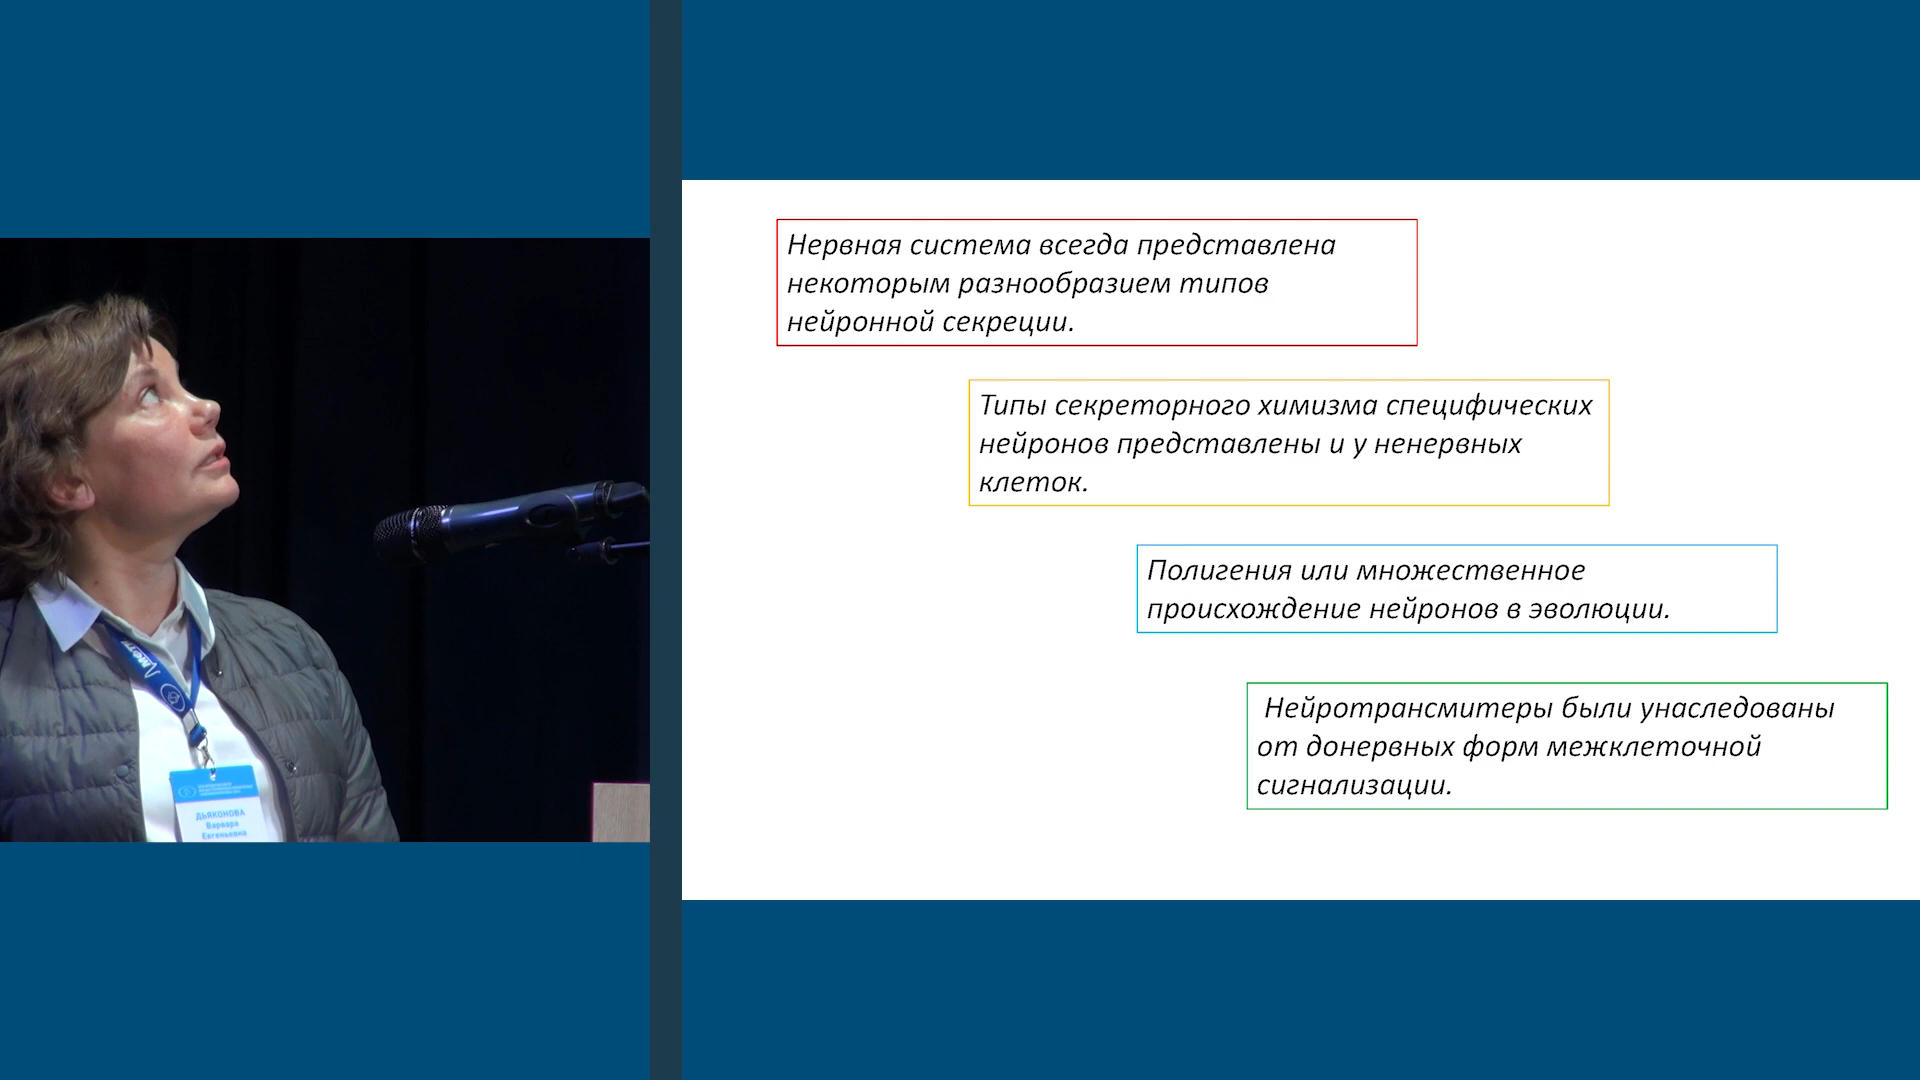 Нервная система всегда представлена
некоторым разнообразием типов
нейронной секреции.
Типы секреторного химизма специфических
нейронов представлены и у ненервных
клеток.
Полигения или множественное
происхождение нейронов в эволюции.
Нейротрансмитеры были унаследованы
от донервных форм межклеточной
сигнализации.
ДЬЯКОНОВА
Варвара
Евгеньевна